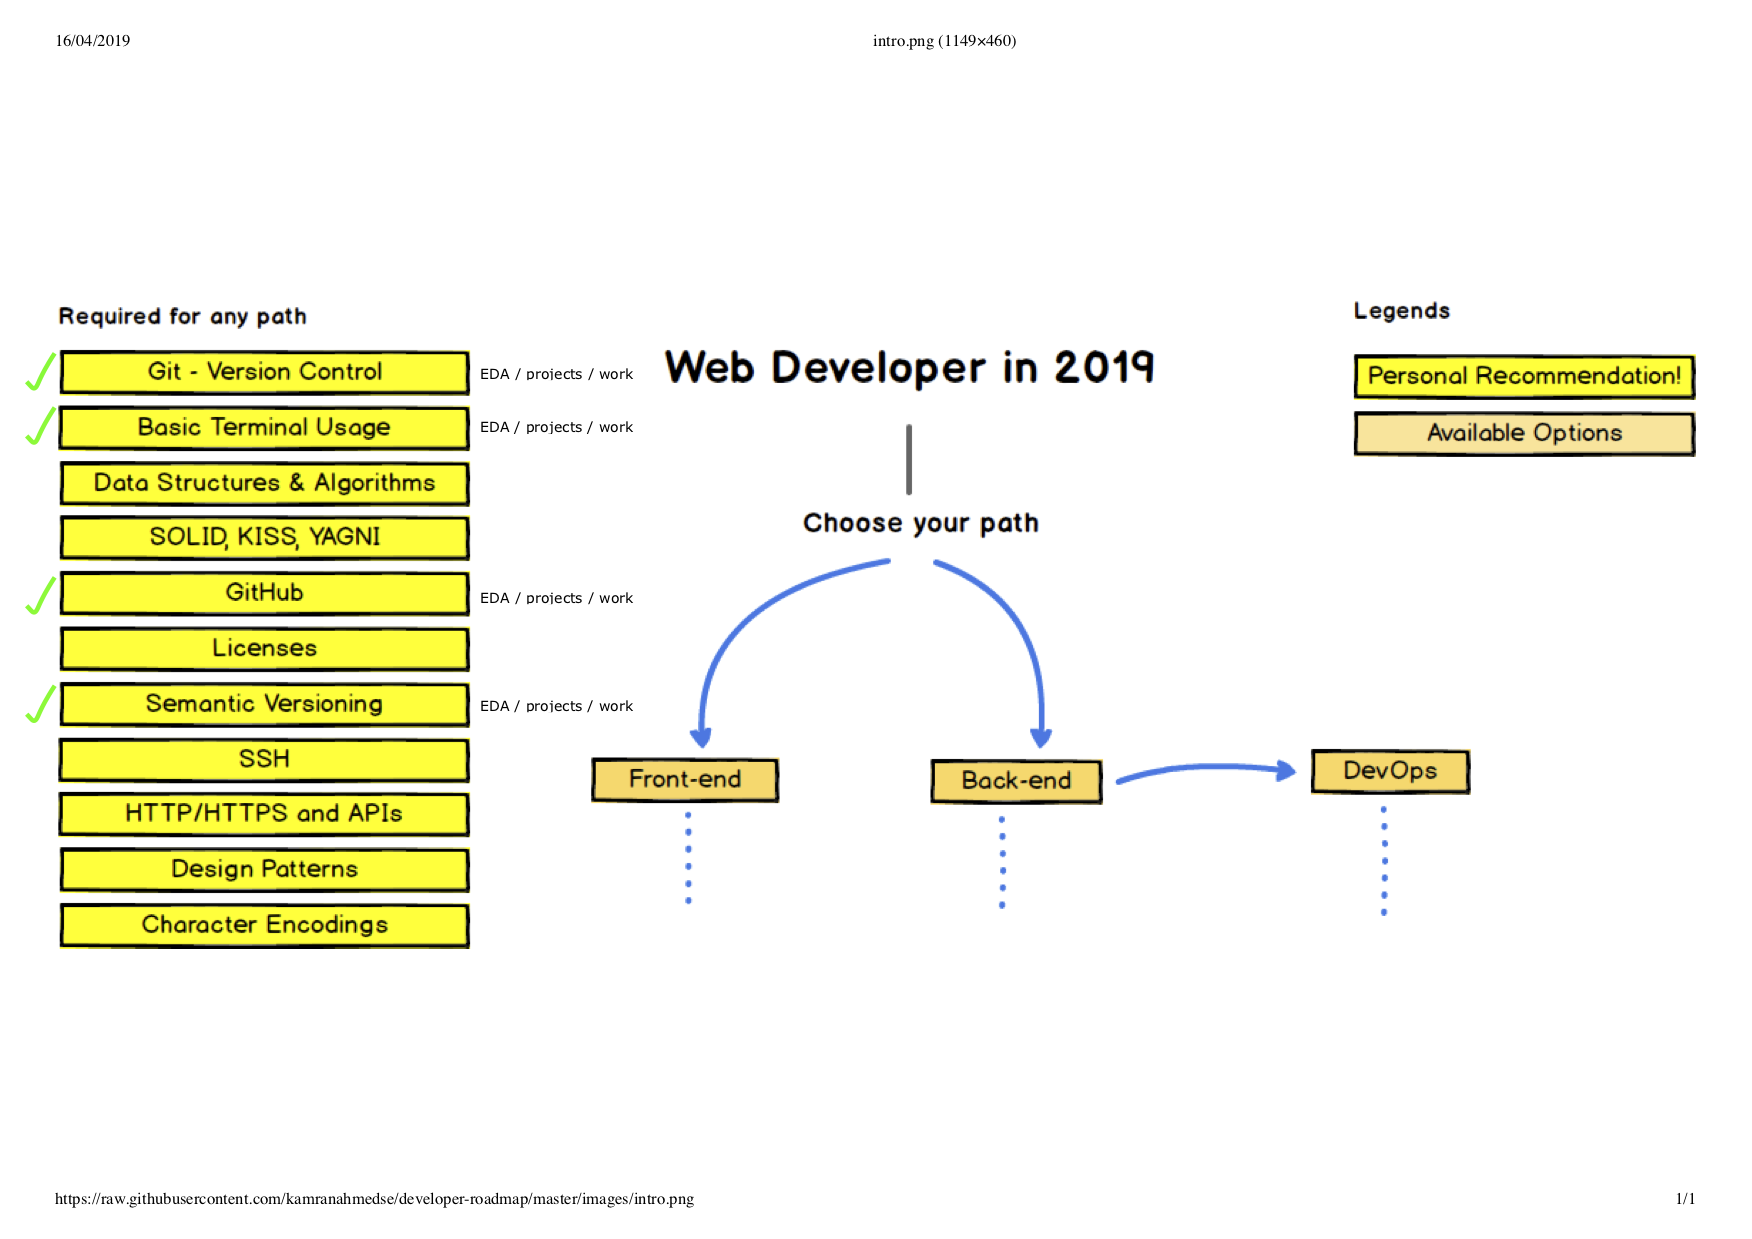 16/04/2019
intro.png (1149×460)
Required for any path
Git - Version Control
EDA / projects / work
Basic Terminal Usage
EDA / projects / work
Data Structures & Algorithms
SOLID, KISS, YAGNI
GitHub
EDA / projects / work
Licenses
Semantic Versioning
EDA / projects / work
SSH
HTTP/HTTPS and APIs
Design Patterns
Character Encodings
Web Developer in 2019
Choose your path
Front-end
Back-end
DevOps
Legends
Personal Recommendation!
Available Options
https://raw.githubusercontent.com/kamranahmedse/developer-roadmap/master/images/intro.png
1/1